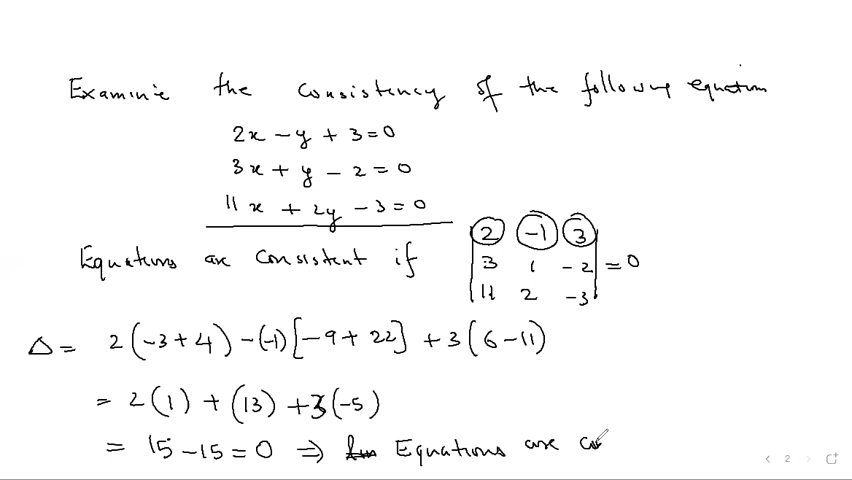 Examine the consistency of the following equation
2x - y + 3 = 0
3x + y - 2 = 0
11x + 2y - 3 = 0
Equations are consistent if | 2 -1 3 | = 0
3 1 -2
11 2 -3
Δ = 2(-3+4) -(-1)[-9+22] + 3(6-11)
= 2(1) + (13) + 3(-5)
= 15 - 15 = 0 ⇒ Equations are co
2